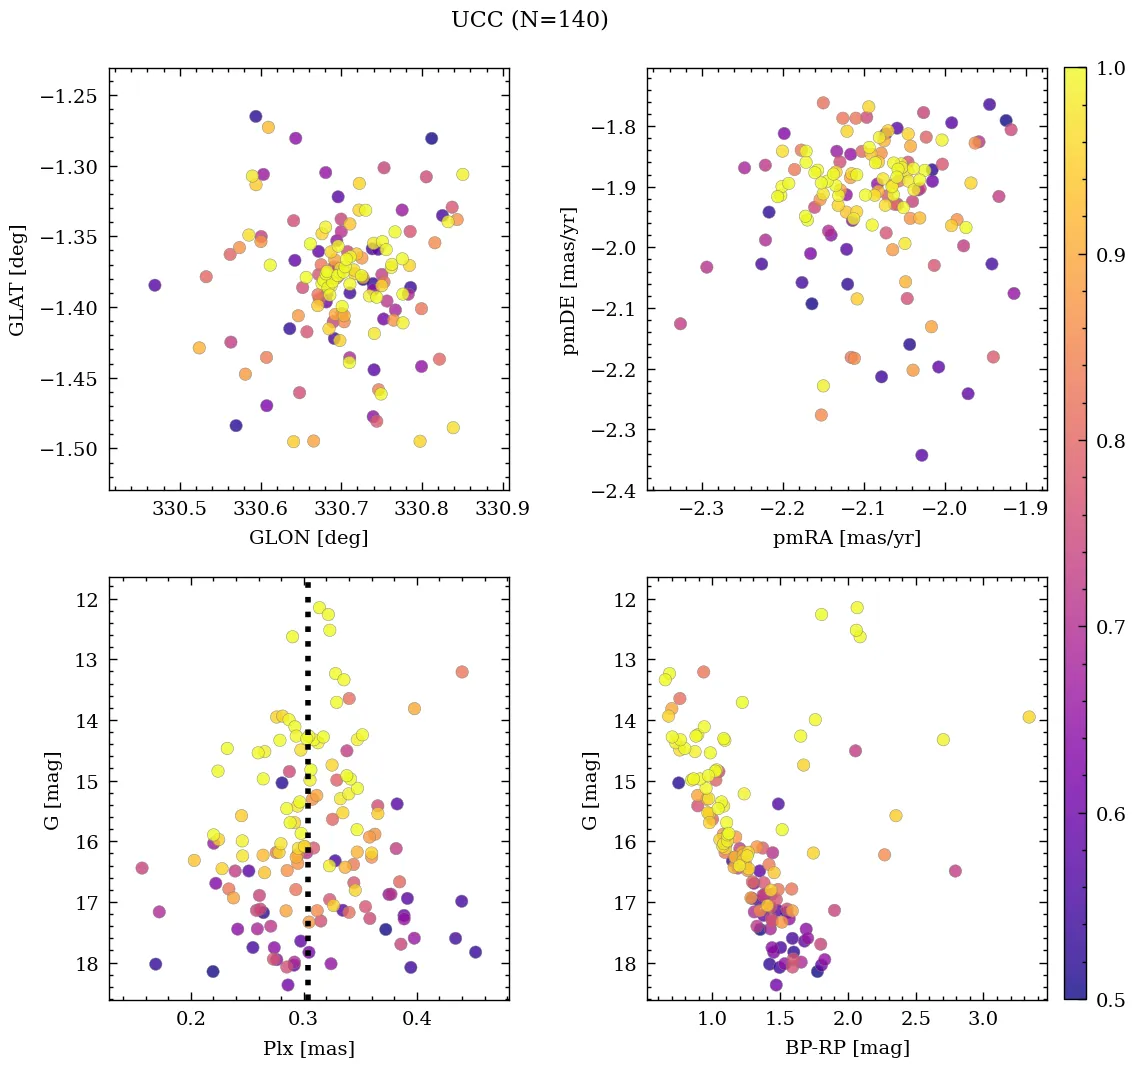 UCC (N=140)
−1.25
−1.30
−1.35
−1.40
−1.45
−1.50
GLAT [deg]
330.5 330.6 330.7 330.8 330.9
GLON [deg]
−1.8
−1.9
−2.0
−2.1
−2.2
−2.3
−2.4
pmDE [mas/yr]
−2.3 −2.2 −2.1 −2.0 −1.9
pmRA [mas/yr]
12
13
14
15
16
17
18
G [mag]
0.2 0.3 0.4
Plx [mas]
12
13
14
15
16
17
18
G [mag]
1.0 1.5 2.0 2.5 3.0
BP-RP [mag]
1.0
0.9
0.8
0.7
0.6
0.5